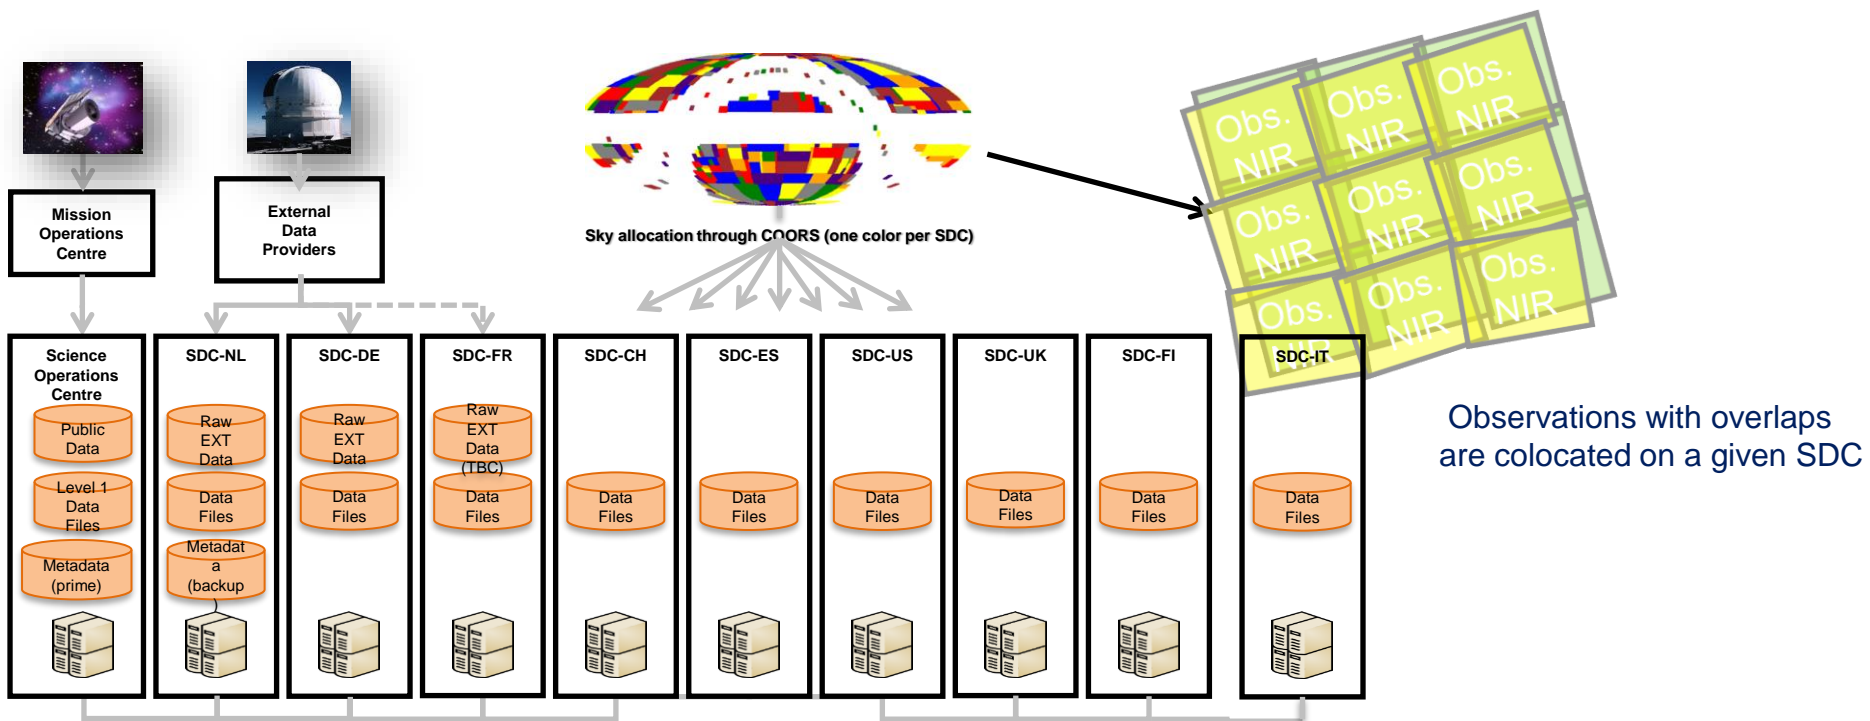 Mission
Operations
Centre
External
Data
Providers
Sky allocation through COORS (one color per SDC)
Obs.
NIR
Obs.
NIR
Obs.
NIR
Obs.
NIR
Obs.
NIR
Obs.
NIR
Obs.
NIR
Obs.
NIR
Obs.
NIR
Observations with overlaps
are colocated on a given SDC
Science
Operations
Centre
Public
Data
Level 1
Data
Files
Metadata
(prime)
SDC-NL
Raw
EXT
Data
Data
Files
Metadat
a
(backup
)
SDC-DE
Raw
EXT
Data
Data
Files
SDC-FR
Raw
EXT
Data
(TBC)
Data
Files
SDC-CH
Data
Files
SDC-ES
Data
Files
SDC-US
Data
Files
SDC-UK
Data
Files
SDC-FI
Data
Files
SDC-IT
Data
Files